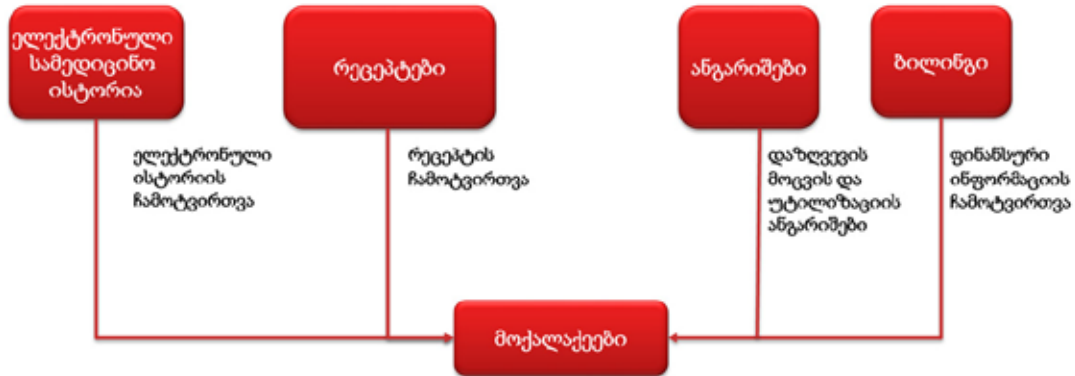 ელექტრონული
სამედიცინო
ისტორია
რეცეპტები
ანგარიშები
ბილინგი
ელექტრონული
ისტორიის
ჩამოტვირთვა
რეცეპტის
ჩამოტვირთვა
დაზღვევის
მოცვის და
უტილიზაციის
ანგარიშები
ფინანსური
ინფორმაციის
ჩამოტვირთვა
მოქალაქეები